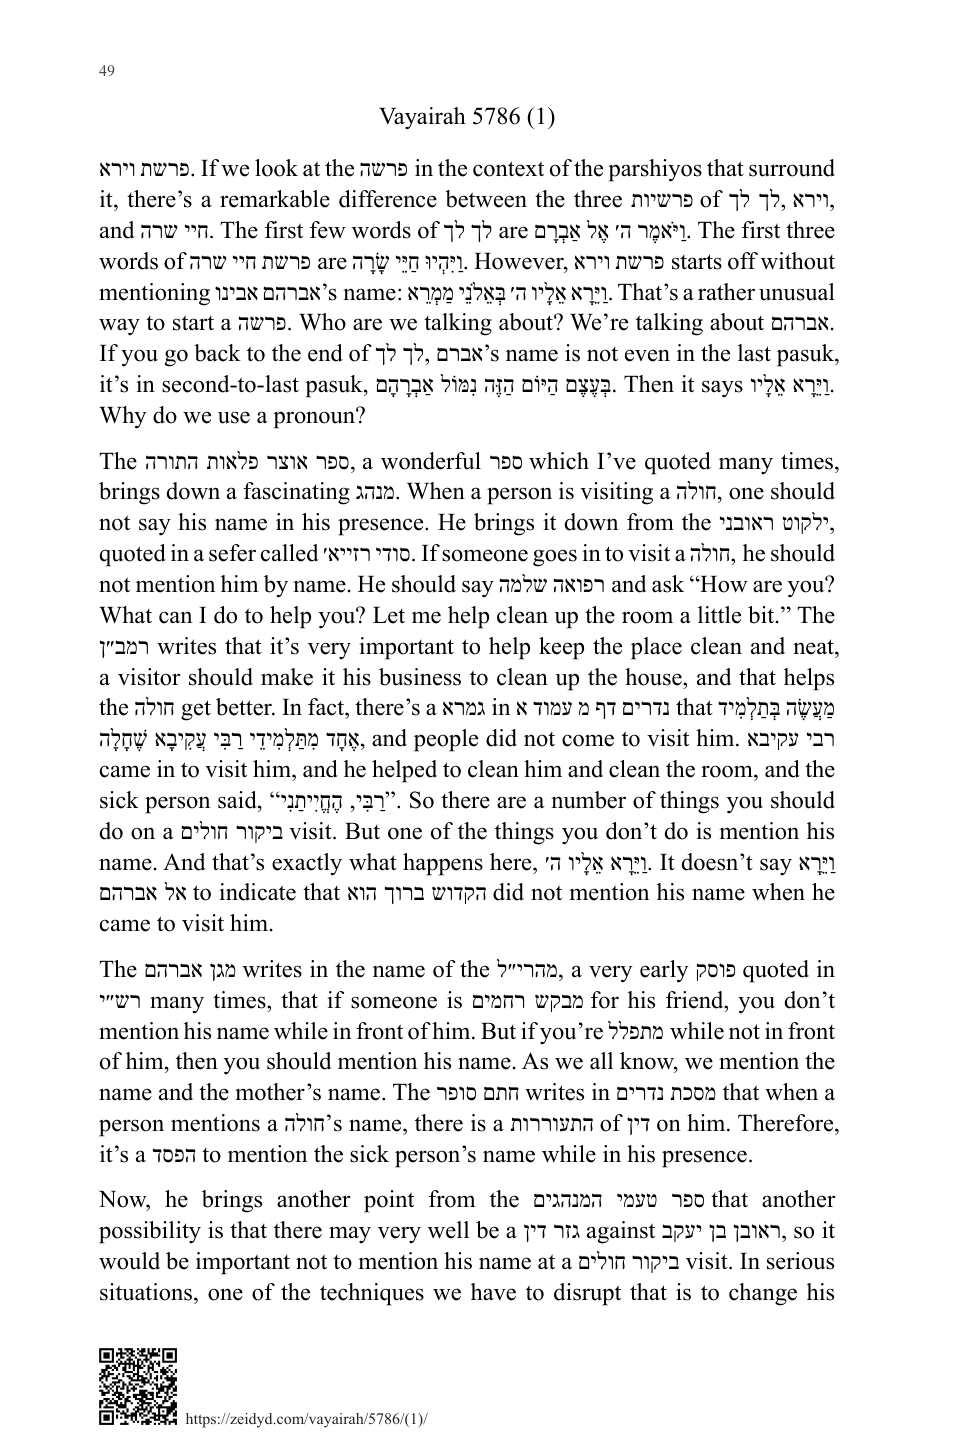 49
Vayairah 5786 (1)
פרשת וירא. If we look at the פרשה in the context of the parshiyos that surround
it, there’s a remarkable difference between the three פרשיות of לך לך, וירא,
and חיי שרה. The first few words of לך לך are וַיֹּאמֶר ה׳ אֶל אַבְרָם. The first three
words of פרשת חיי שרה are וַיִּהְיוּ חַיֵּי שָׂרָה. However, פרשת וירא starts off without
mentioning אברהם אבינו’s name: וַיֵּרָא אֵלָיו ה׳ בְּאֵלֹנֵי מַמְרֵא. That’s a rather unusual
way to start a פרשה. Who are we talking about? We’re talking about אברהם.
If you go back to the end of לך לך, אברם’s name is not even in the last pasuk,
it’s in second-to-last pasuk, בְּעֶצֶם הַיּוֹם הַזֶּה נִמּוֹל אַבְרָהָם. Then it says וַיֵּרָא אֵלָיו.
Why do we use a pronoun?
The ספר אוצר פלאות התורה, a wonderful ספר which I’ve quoted many times,
brings down a fascinating מנהג. When a person is visiting a חולה, one should
not say his name in his presence. He brings it down from the ילקוט ראובני,
quoted in a sefer called סודי רזייא׳. If someone goes in to visit a חולה, he should
not mention him by name. He should say רפואה שלמה and ask “How are you?
What can I do to help you? Let me help clean up the room a little bit.” The
רמב״ן writes that it’s very important to help keep the place clean and neat,
a visitor should make it his business to clean up the house, and that helps
the חולה get better. In fact, there’s a גמרא in נדרים דף מ עמוד א that מַעֲשֶׂה בְּתַלְמִיד
אֶחָד מִתַּלְמִידֵי רַבִּי עֲקִיבָא שֶׁחָלָה, and people did not come to visit him. רבי עקיבא
came in to visit him, and he helped to clean him and clean the room, and the
sick person said, “רַבִּי, הֶחֱיִיתַנִי”. So there are a number of things you should
do on a ביקור חולים visit. But one of the things you don’t do is mention his
name. And that’s exactly what happens here, וַיֵּרָא אֵלָיו ה׳. It doesn’t say וַיֵּרָא
אל אברהם to indicate that הקדוש ברוך הוא did not mention his name when he
came to visit him.
The מגן אברהם writes in the name of the מהרי״ל, a very early פוסק quoted in
רש״י many times, that if someone is מבקש רחמים for his friend, you don’t
mention his name while in front of him. But if you’re מתפלל while not in front
of him, then you should mention his name. As we all know, we mention the
name and the mother’s name. The חתם סופר writes in מסכת נדרים that when a
person mentions a חולה’s name, there is a התעוררות of דין on him. Therefore,
it’s a הפסד to mention the sick person’s name while in his presence.
Now, he brings another point from the ספר טעמי המנהגים that another
possibility is that there may very well be a גזר דין against ראובן בן יעקב, so it
would be important not to mention his name at a ביקור חולים visit. In serious
situations, one of the techniques we have to disrupt that is to change his
https://zeidyd.com/vayairah/5786/(1)/